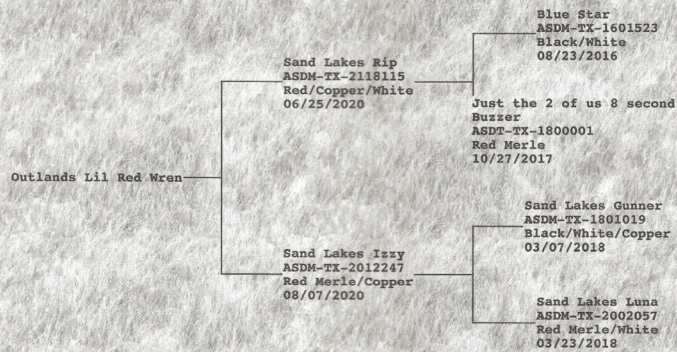 Blue Star
ASDM-TX-1601523
Black/White
08/23/2016
Sand Lakes Rip
ASDM-TX-2118115
Red/Copper/White
06/25/2020
Just the 2 of us 8 second
Buzzer
ASDT-TX-1800001
Red Merle
10/27/2017
Outlands Lil Red Wren
Sand Lakes Gunner
ASDM-TX-1801019
Black/White/Copper
03/07/2018
Sand Lakes Izzy
ASDM-TX-2012247
Red Merle/Copper
08/07/2020
Sand Lakes Luna
ASDM-TX-2002057
Red Merle/White
03/23/2018